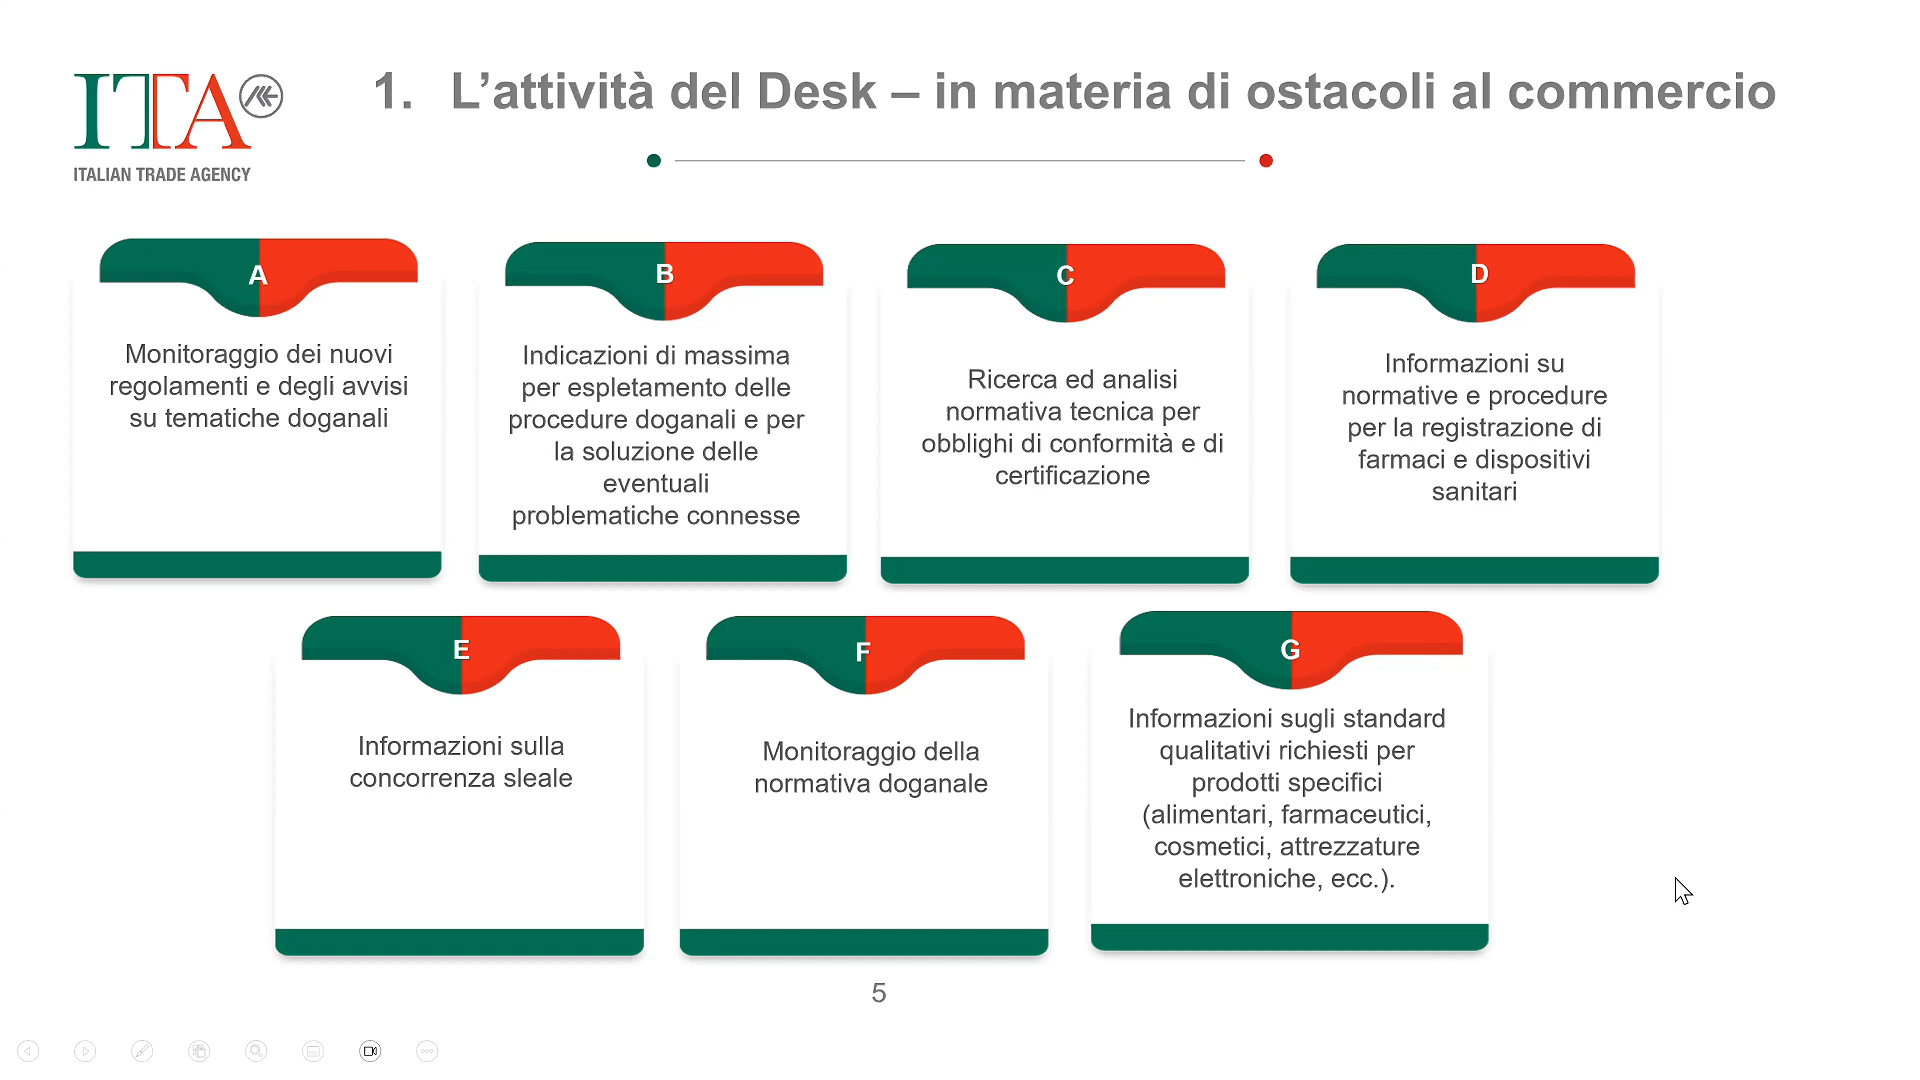 ITA
ITALIAN TRADE AGENCY
1. L’attività del Desk – in materia di ostacoli al commercio
A
Monitoraggio dei nuovi
regolamenti e degli avvisi
su tematiche doganali
B
Indicazioni di massima
per espletamento delle
procedure doganali e per
la soluzione delle
eventuali
problematiche connesse
C
Ricerca ed analisi
normativa tecnica per
obblighi di conformità e di
certificazione
D
Informazioni su
normative e procedure
per la registrazione di
farmaci e dispositivi
sanitari
E
Informazioni sulla
concorrenza sleale
F
Monitoraggio della
normativa doganale
G
Informazioni sugli standard
qualitativi richiesti per
prodotti specifici
(alimentari, farmaceutici,
cosmetici, attrezzature
elettroniche, ecc.).
5